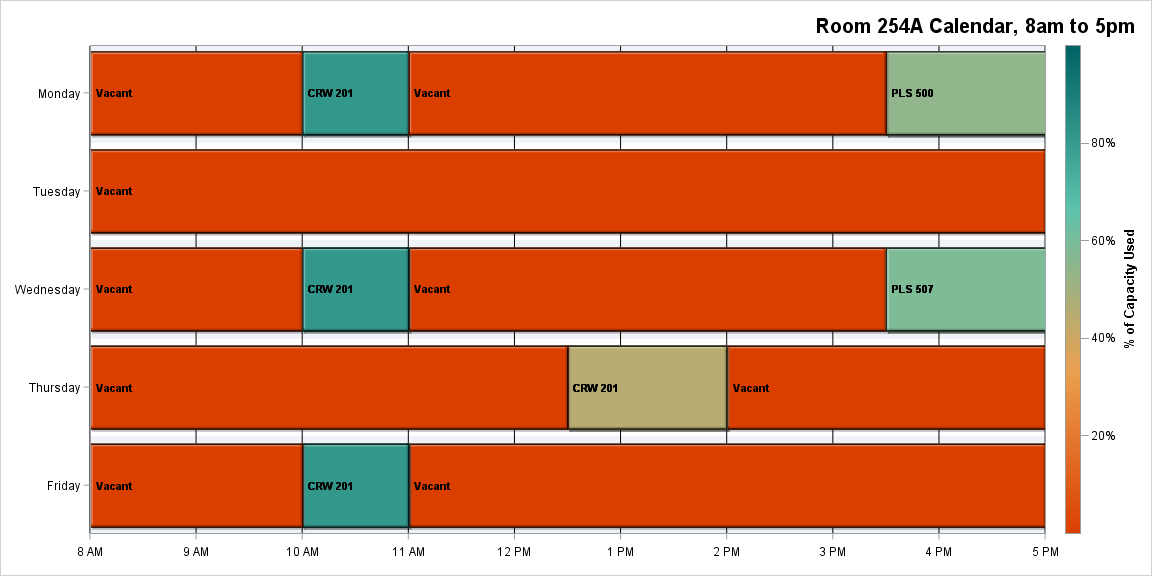 Room 254A Calendar, 8am to 5pm
Monday
Vacant
CRW 201
Vacant
PLS 500
Tuesday
Vacant
Wednesday
Vacant
CRW 201
Vacant
PLS 507
Thursday
Vacant
CRW 201
Vacant
Friday
Vacant
CRW 201
Vacant
8 AM
9 AM
10 AM
11 AM
12 PM
1 PM
2 PM
3 PM
4 PM
5 PM
80%
60%
40%
20%
% of Capacity Used